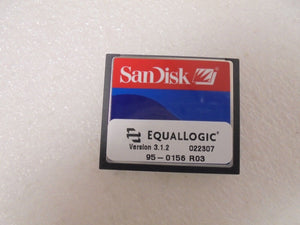 SanDisk
EQUALLOGIC®
Version 3.1.2 022307
95-0156 R03